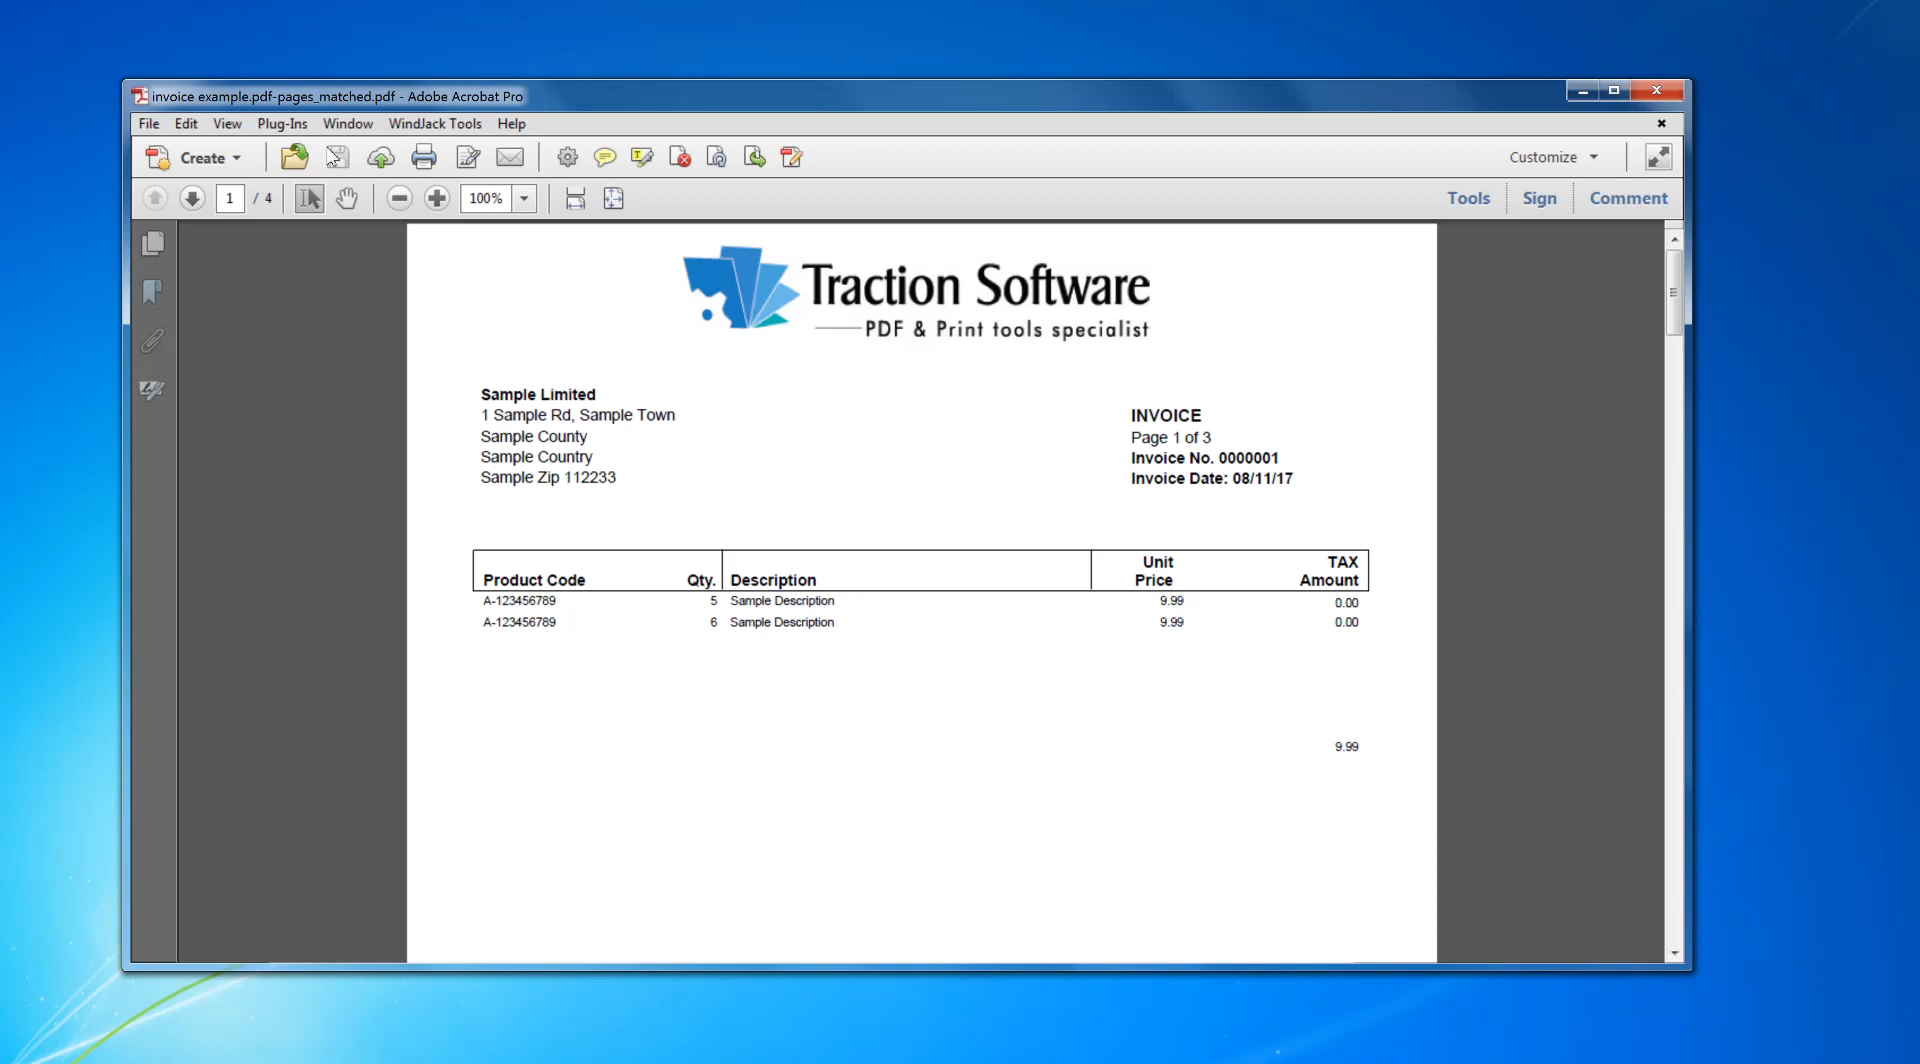 invoice example.pdf-pages_matched.pdf - Adobe Acrobat Pro
File Edit View Plug-Ins Window WindJack Tools Help
Create Customize
1 / 4 100% Tools Sign Comment
Traction Software
PDF & Print tools specialist
Sample Limited
1 Sample Rd, Sample Town
Sample County
Sample Country
Sample Zip 112233
INVOICE
Page 1 of 3
Invoice No. 0000001
Invoice Date: 08/11/17
Unit TAX
Product Code Qty. Description Price Amount
A-123456789 5 Sample Description 9.99 0.00
A-123456789 6 Sample Description 9.99 0.00
9.99